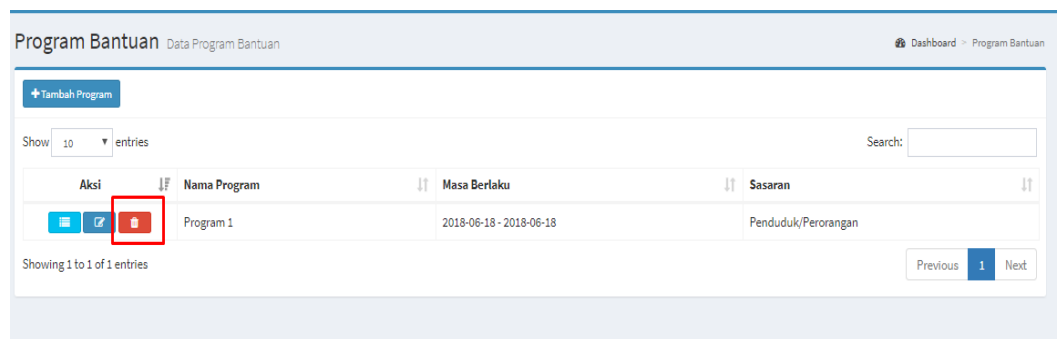 Program Bantuan Data Program Bantuan
Dashboard > Program Bantuan
Tambah Program
Show 10 entries
Search:
Aksi Nama Program Masa Berlaku Sasaran
Program 1 2018-06-18 - 2018-06-18 Penduduk/Perorangan
Showing 1 to 1 of 1 entries
Previous 1 Next